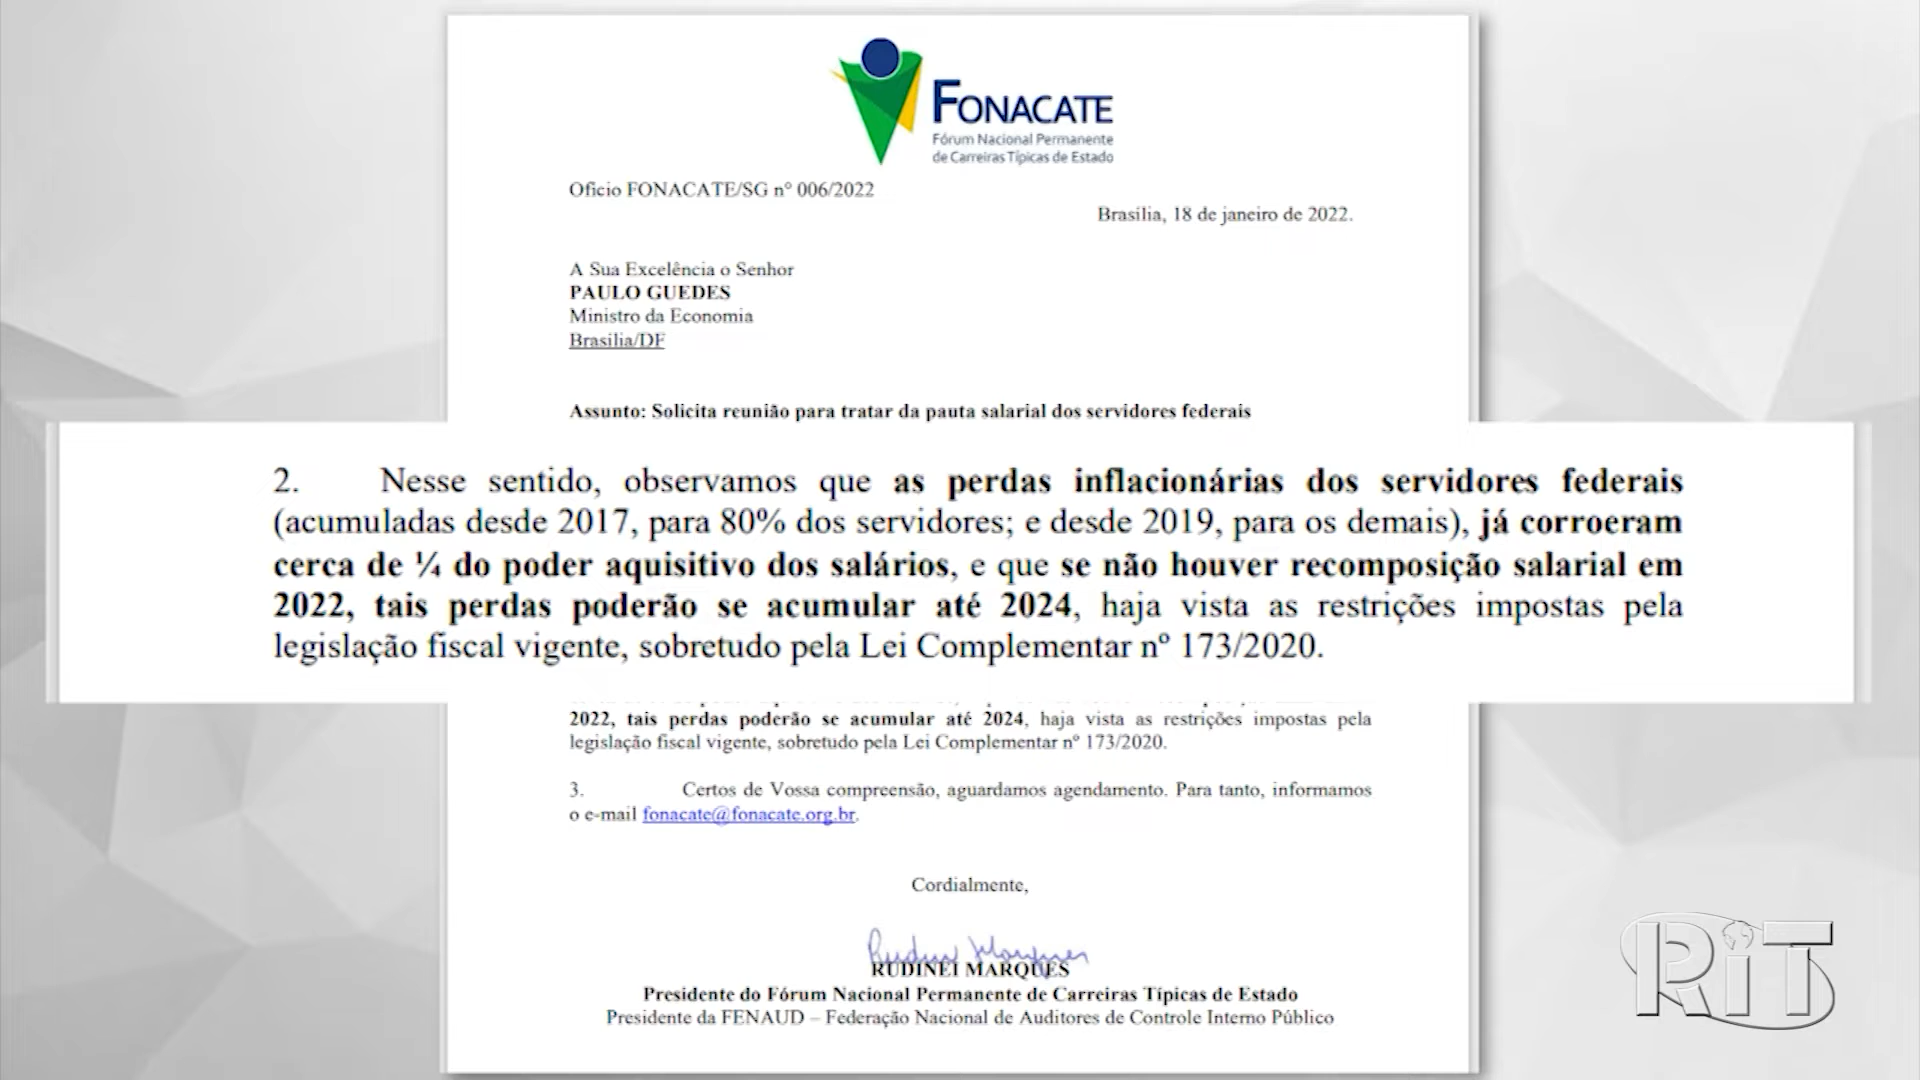 FONACATE
Fórum Nacional Permanente
de Carreiras Típicas de Estado
Ofício FONACATE/SG nº 006/2022
Brasília, 18 de janeiro de 2022.
A Sua Excelência o Senhor
PAULO GUEDES
Ministro da Economia
Brasília/DF
Assunto: Solicita reunião para tratar da pauta salarial dos servidores federais
2. Nesse sentido, observamos que as perdas inflacionárias dos servidores federais
(acumuladas desde 2017, para 80% dos servidores; e desde 2019, para os demais), já corroeram
cerca de ¼ do poder aquisitivo dos salários, e que se não houver recomposição salarial em
2022, tais perdas poderão se acumular até 2024, haja vista as restrições impostas pela
legislação fiscal vigente, sobretudo pela Lei Complementar nº 173/2020.
2022, tais perdas poderão se acumular até 2024, haja vista as restrições impostas pela
legislação fiscal vigente, sobretudo pela Lei Complementar nº 173/2020.
3. Certos de Vossa compreensão, aguardamos agendamento. Para tanto, informamos
o e-mail fonacate@fonacate.org.br.
Cordialmente,
Rudinei Marques
RUDINEI MARQUES
Presidente do Fórum Nacional Permanente de Carreiras Típicas de Estado
Presidente da FENAUD – Federação Nacional de Auditores de Controle Interno Público
RiT